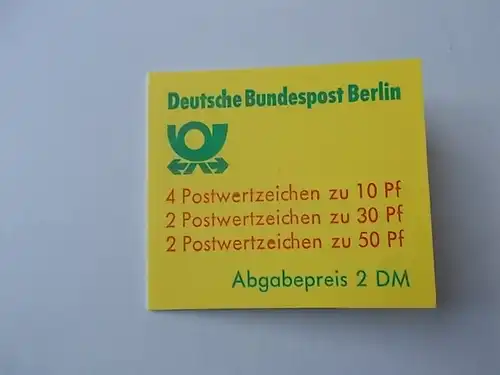 Deutsche Bundespost Berlin
4 Postwertzeichen zu 10 Pf
2 Postwertzeichen zu 30 Pf
2 Postwertzeichen zu 50 Pf
Abgabepreis 2 DM